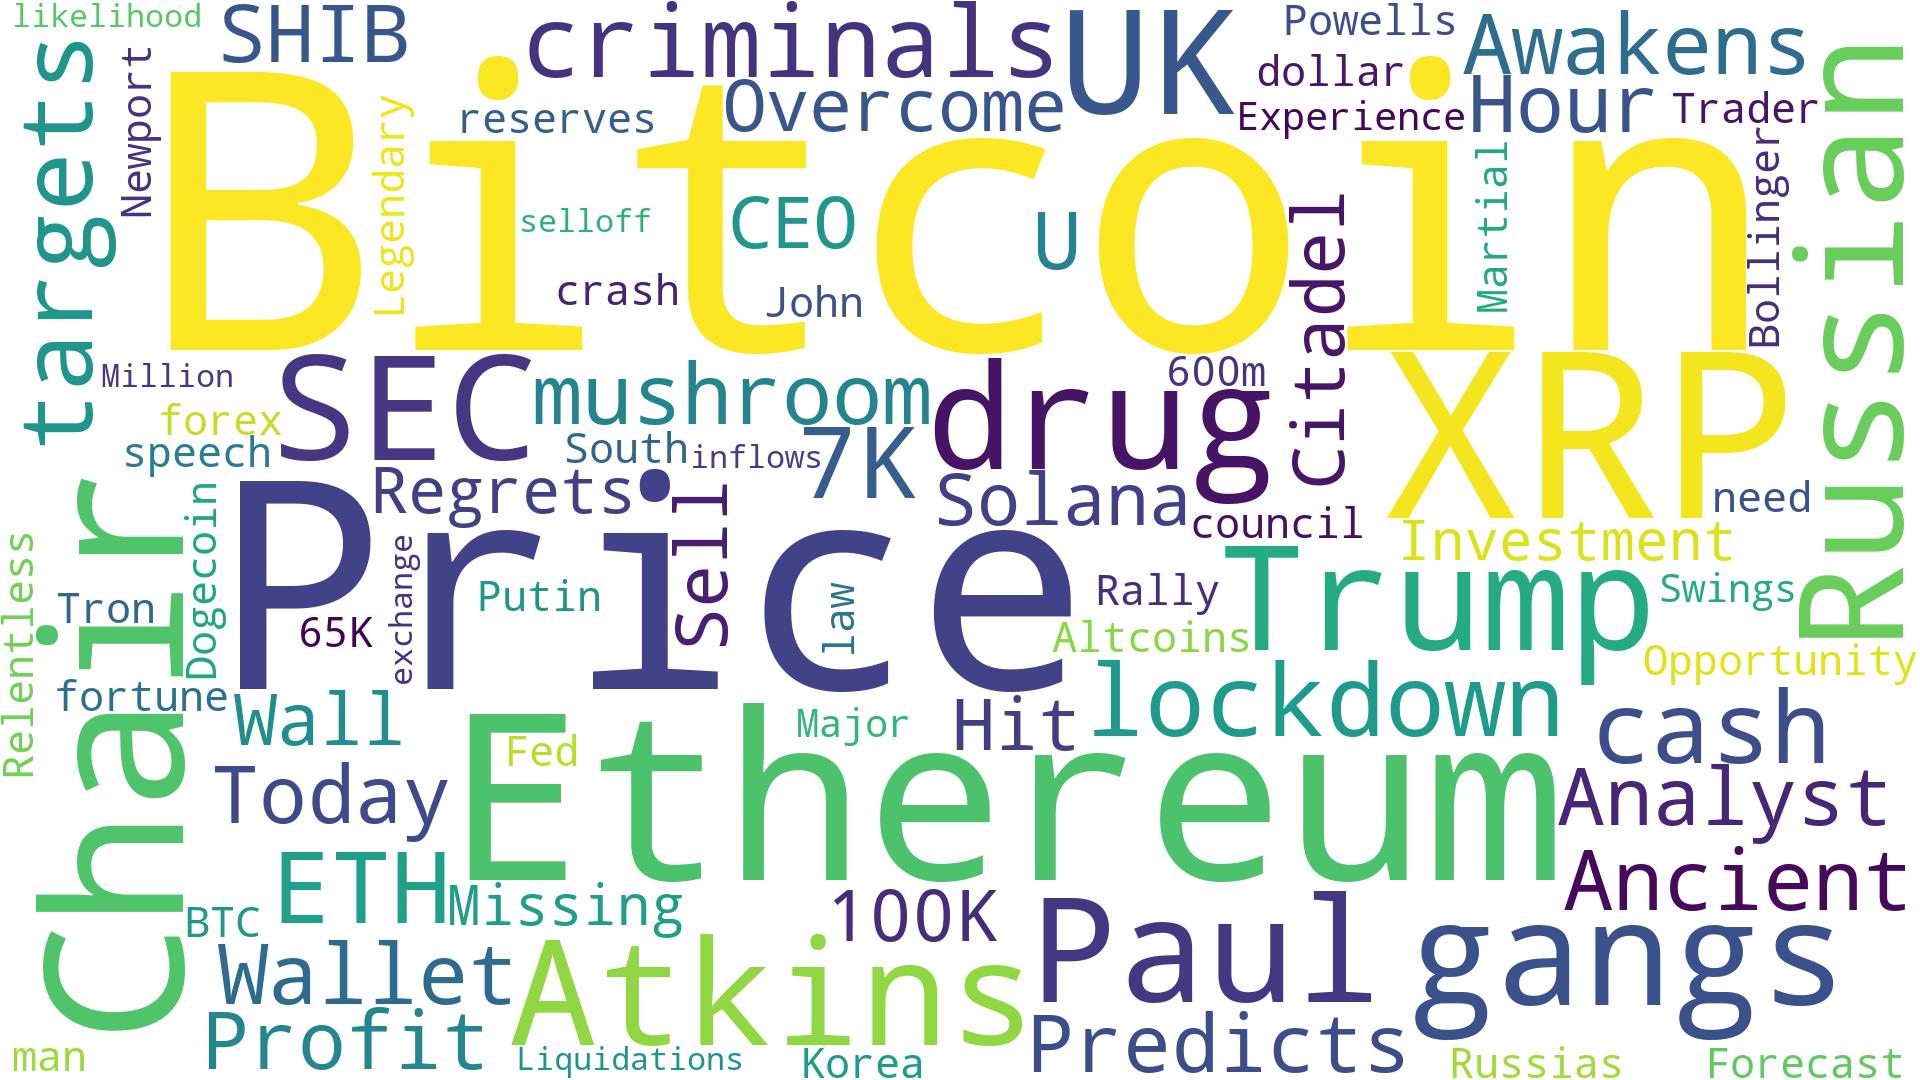 likelihood
SHIB
criminals
UK
Powells
Awakens
targets
Newport
Bitcoin
Legendary
reserves
Overcome
dollar
Experience
Hour
Trader
Russian
selloff
CEO
U
citadel
Martial
Bollinger
crash
John
Million
SEC
mushroom
drug
600m
XRP
forex
speech
South
inflows
7K
Chair
Regrets
Solana
council
need
Dogecoin
Price
Sell
Trump
Investment
Relentless
Tron
65K
exchange
Putin
law
Rally
Altcoins
Swings
Opportunity
fortune
Wall
Fed
Major
Hit
lockdown
cash
Today
Ethereum
Analyst
ETH
BTC
Missing
100K
Paul
Ancient
gangs
Wallet
Atkins
Profit
Predicts
man
Liquidations
Korea
Russias
Forecast